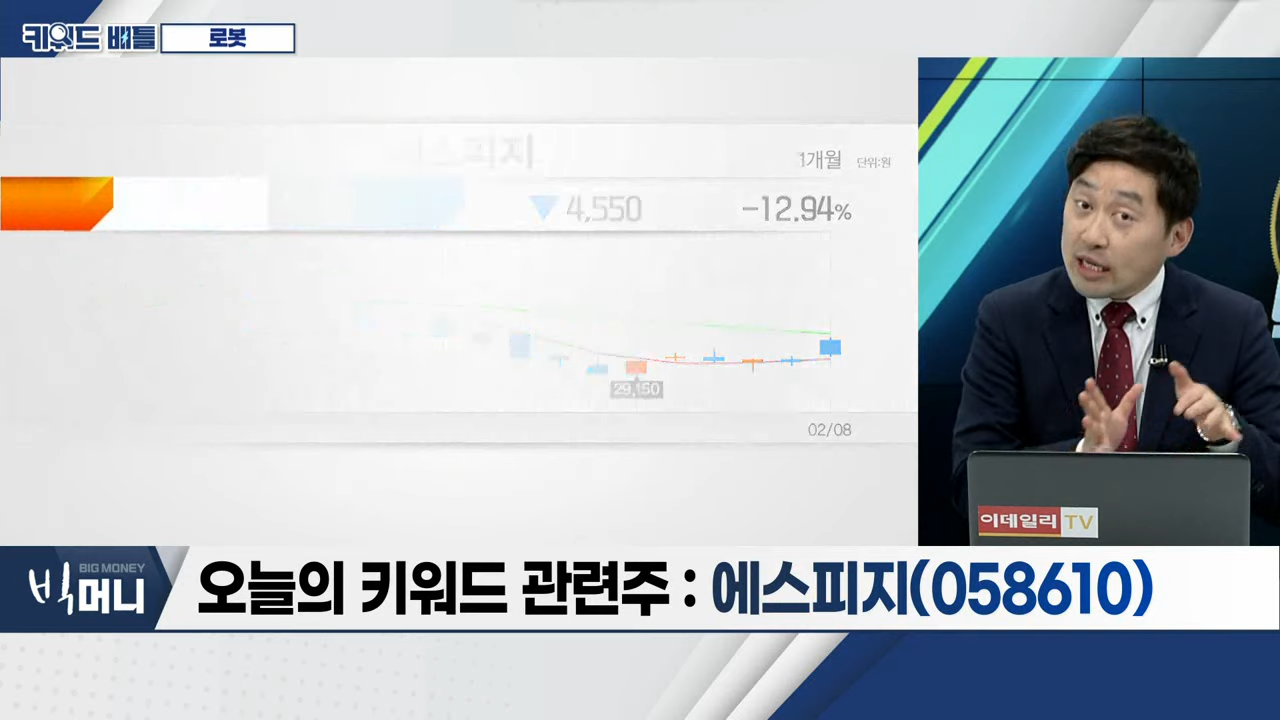 키워드 배틀 로봇
스피지
1개월 단위:원
▼4,550 -12.94%
29,150
02/08
이데일리TV
BIG MONEY
빅머니
오늘의 키워드 관련주 : 에스피지(058610)